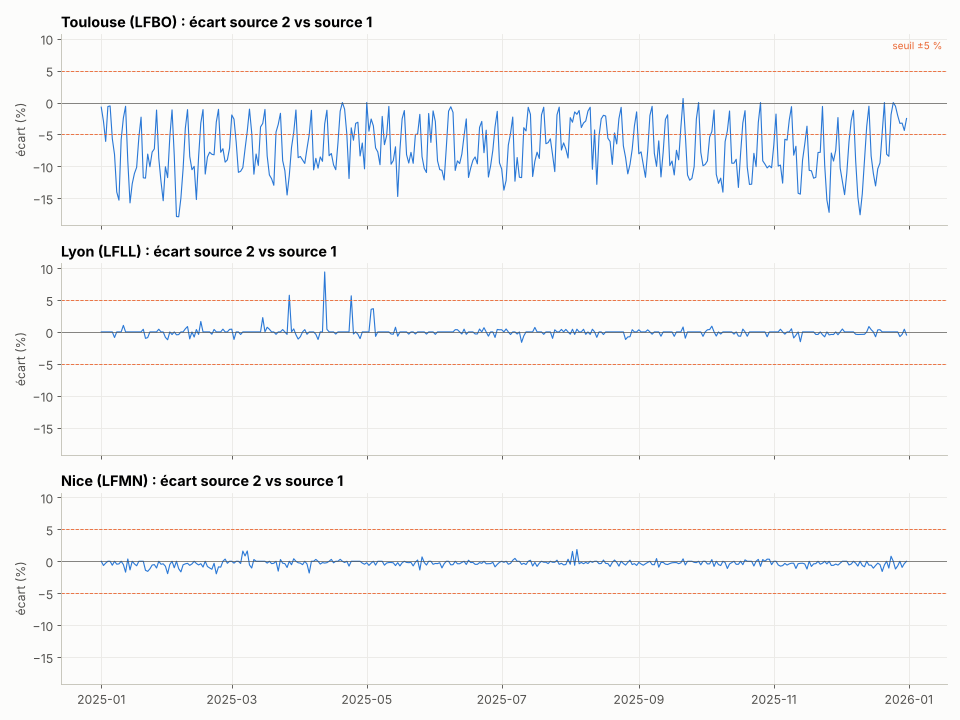 Toulouse (LFBO) : écart source 2 vs source 1
seuil ±5 %
écart (%)
10
5
0
−5
−10
−15
Lyon (LFLL) : écart source 2 vs source 1
écart (%)
10
5
0
−5
−10
−15
Nice (LFMN) : écart source 2 vs source 1
écart (%)
10
5
0
−5
−10
−15
2025-01 2025-03 2025-05 2025-07 2025-09 2025-11 2026-01